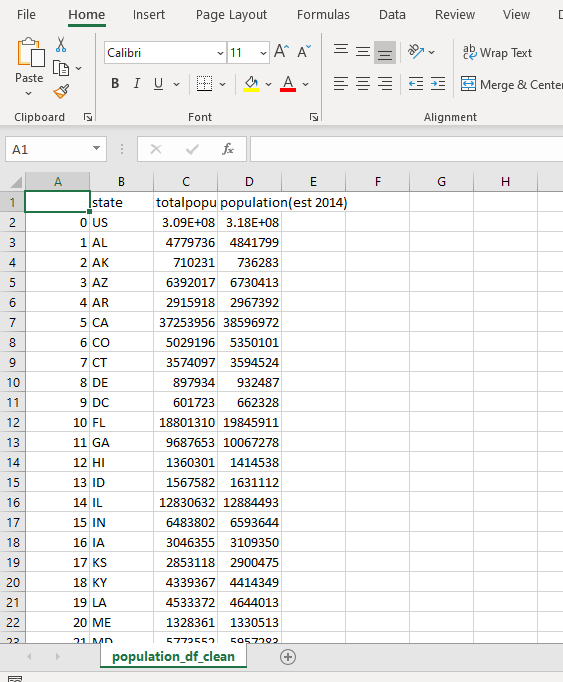 File Home Insert Page Layout Formulas Data Review View
Paste
Calibri 11 A A
B I U A
ab Wrap Text
Merge & Center
Clipboard Font Alignment
A1 fx
A B C D E F G H
1 state totalpopu population(est 2014)
2 0 US 3.09E+08 3.18E+08
3 1 AL 4779736 4841799
4 2 AK 710231 736283
5 3 AZ 6392017 6730413
6 4 AR 2915918 2967392
7 5 CA 37253956 38596972
8 6 CO 5029196 5350101
9 7 CT 3574097 3594524
10 8 DE 897934 932487
11 9 DC 601723 662328
12 10 FL 18801310 19845911
13 11 GA 9687653 10067278
14 12 HI 1360301 1414538
15 13 ID 1567582 1631112
16 14 IL 12830632 12884493
17 15 IN 6483802 6593644
18 16 IA 3046355 3109350
19 17 KS 2853118 2900475
20 18 KY 4339367 4414349
21 19 LA 4533372 4644013
22 20 ME 1328361 1330513
23 21 MD 5773552 5957283
population_df_clean